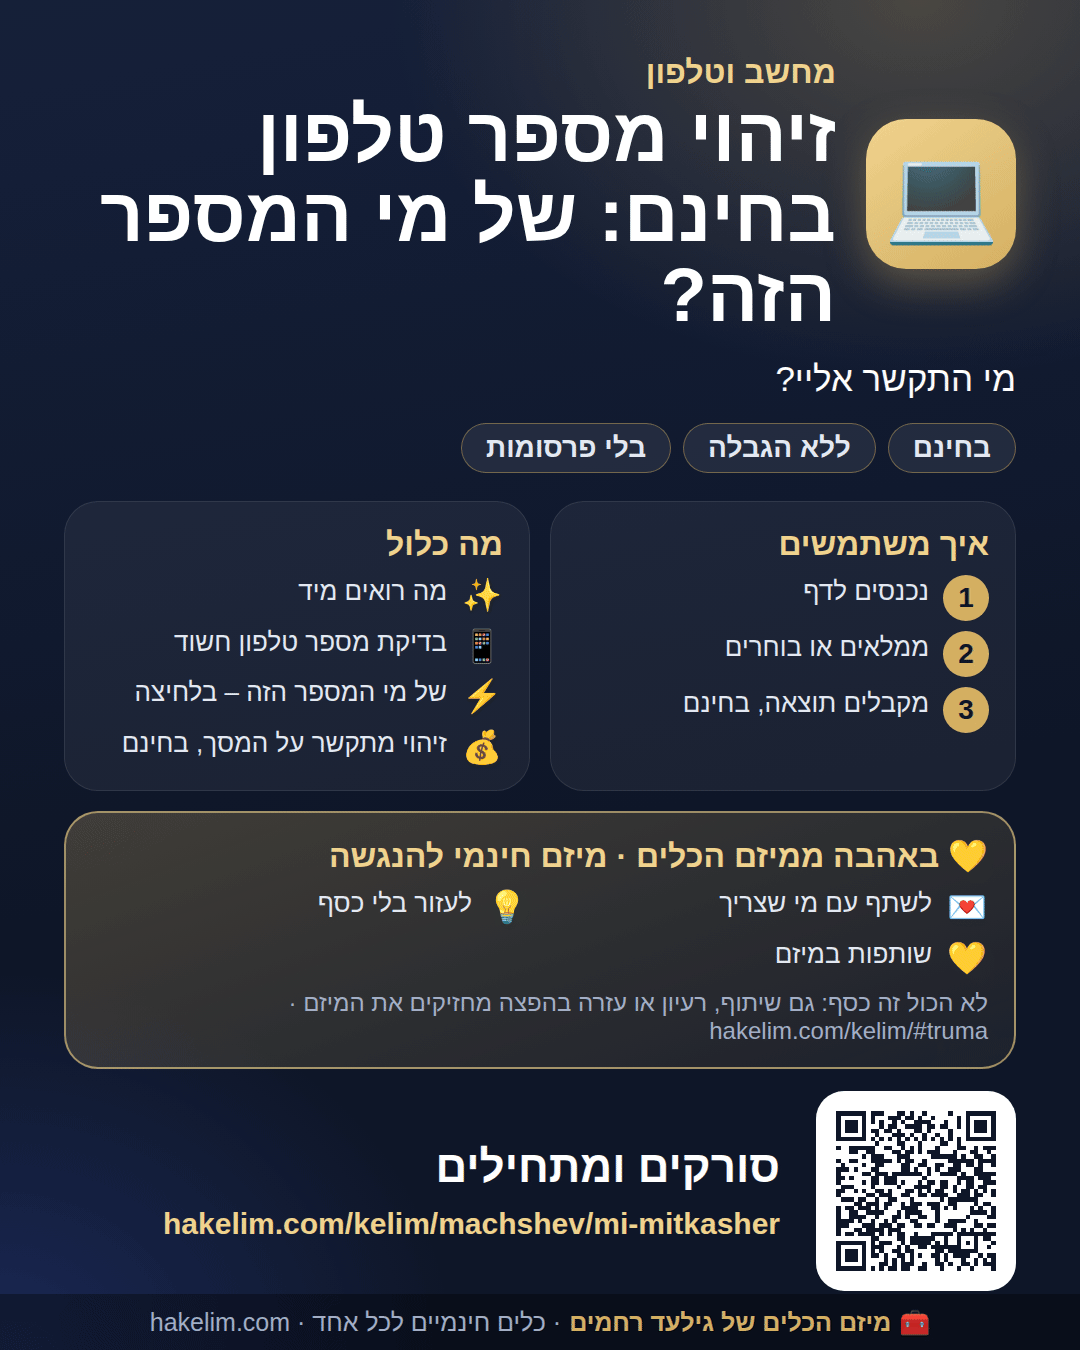 מחשב וטלפון
זיהוי מספר טלפון
בחינם: של מי המספר
הזה?
מי התקשר אליי?
בחינם
ללא הגבלה
בלי פרסומות
איך משתמשים
1 נכנסים לדף
2 ממלאים או בוחרים
3 מקבלים תוצאה, בחינם
מה כלול
מה רואים מיד
בדיקת מספר טלפון חשוד
של מי המספר הזה – בלחיצה
זיהוי מתקשר על המסך, בחינם
באהבה ממיזם הכלים · מיזם חינמי להנגשה
לשתף עם מי שצריך
לעזור בלי כסף
שותפות במיזם
לא הכול זה כסף: גם שיתוף, רעיון או עזרה בהפצה מחזיקים את המיזם ·
hakelim.com/kelim/#truma
סורקים ומתחילים
hakelim.com/kelim/machshev/mi-mitkasher
מיזם הכלים של גילעד רחמים · כלים חינמיים לכל אחד · hakelim.com